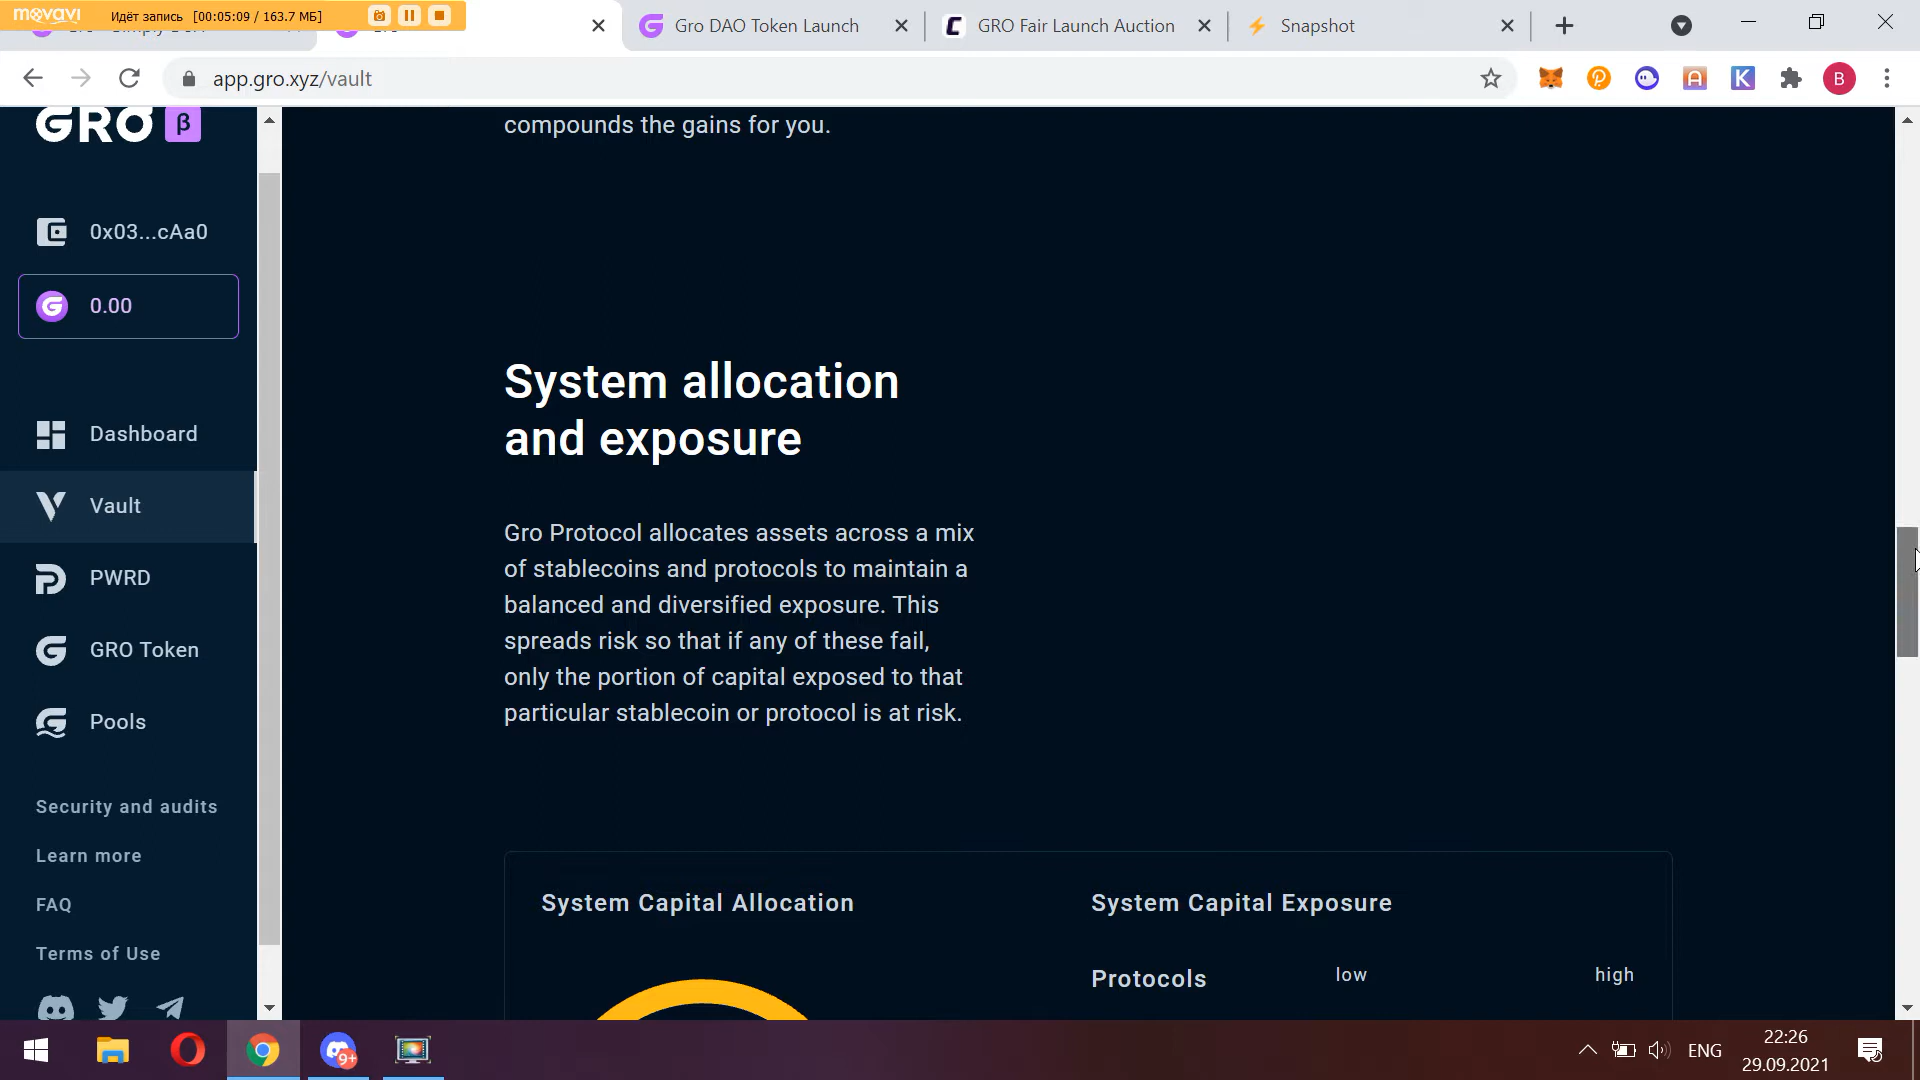 movavi
Идёт запись [00:05:09 / 163.7 МБ]
Gro DAO Token Launch
GRO Fair Launch Auction
Snapshot
app.gro.xyz/vault
B
GRO β
0x03...cAa0
0.00
Dashboard
Vault
PWRD
GRO Token
Pools
Security and audits
Learn more
FAQ
Terms of Use
compounds the gains for you.
System allocation
and exposure
Gro Protocol allocates assets across a mix
of stablecoins and protocols to maintain a
balanced and diversified exposure. This
spreads risk so that if any of these fail,
only the portion of capital exposed to that
particular stablecoin or protocol is at risk.
System Capital Allocation
System Capital Exposure
Protocols low high
9+
ENG
22:26
29.09.2021